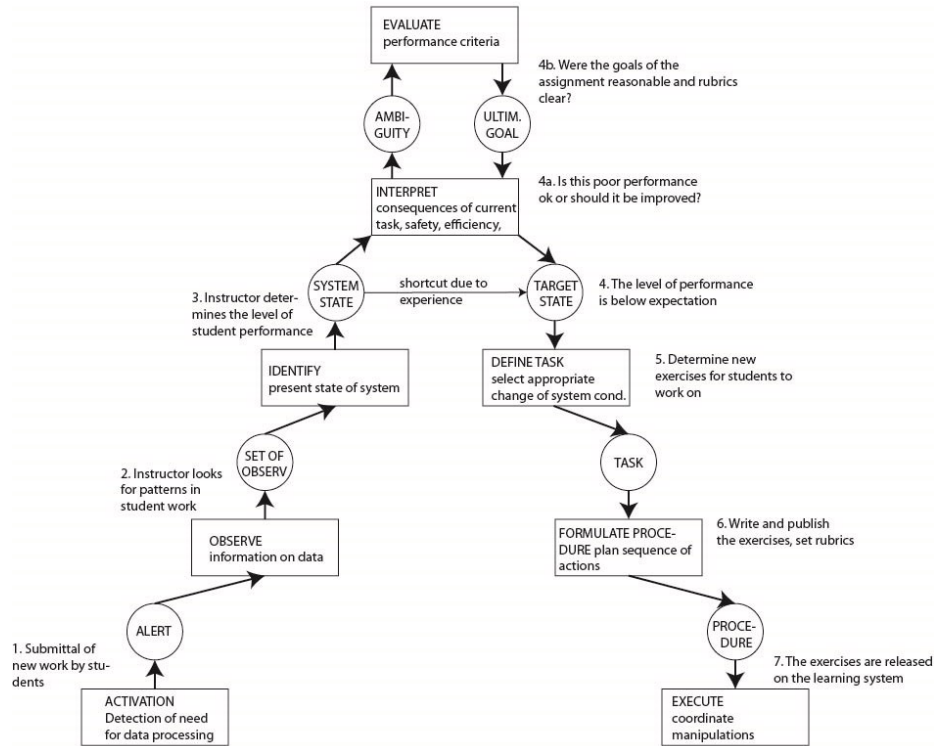 EVALUATE
performance criteria
4b. Were the goals of the
assignment reasonable and rubrics
clear?
AMBI-
GUITY
ULTIM.
GOAL
INTERPRET
consequences of current
task, safety, efficiency,
4a. Is this poor performance
ok or should it be improved?
SYSTEM
STATE
shortcut due to
experience
TARGET
STATE
3. Instructor deter-
mines the level of
student performance
4. The level of performance
is below expectation
IDENTIFY
present state of system
DEFINE TASK
select appropriate
change of system cond.
5. Determine new
exercises for students to
work on
SET OF
OBSERV
TASK
2. Instructor looks
for patterns in
student work
OBSERVE
information on data
FORMULATE PROCE-
DURE plan sequence of
actions
6. Write and publish
the exercises, set rubrics
ALERT
PROCE-
DURE
1. Submittal of
new work by stu-
dents
7. The exercises are released
on the learning system
ACTIVATION
Detection of need
for data processing
EXECUTE
coordinate
manipulations